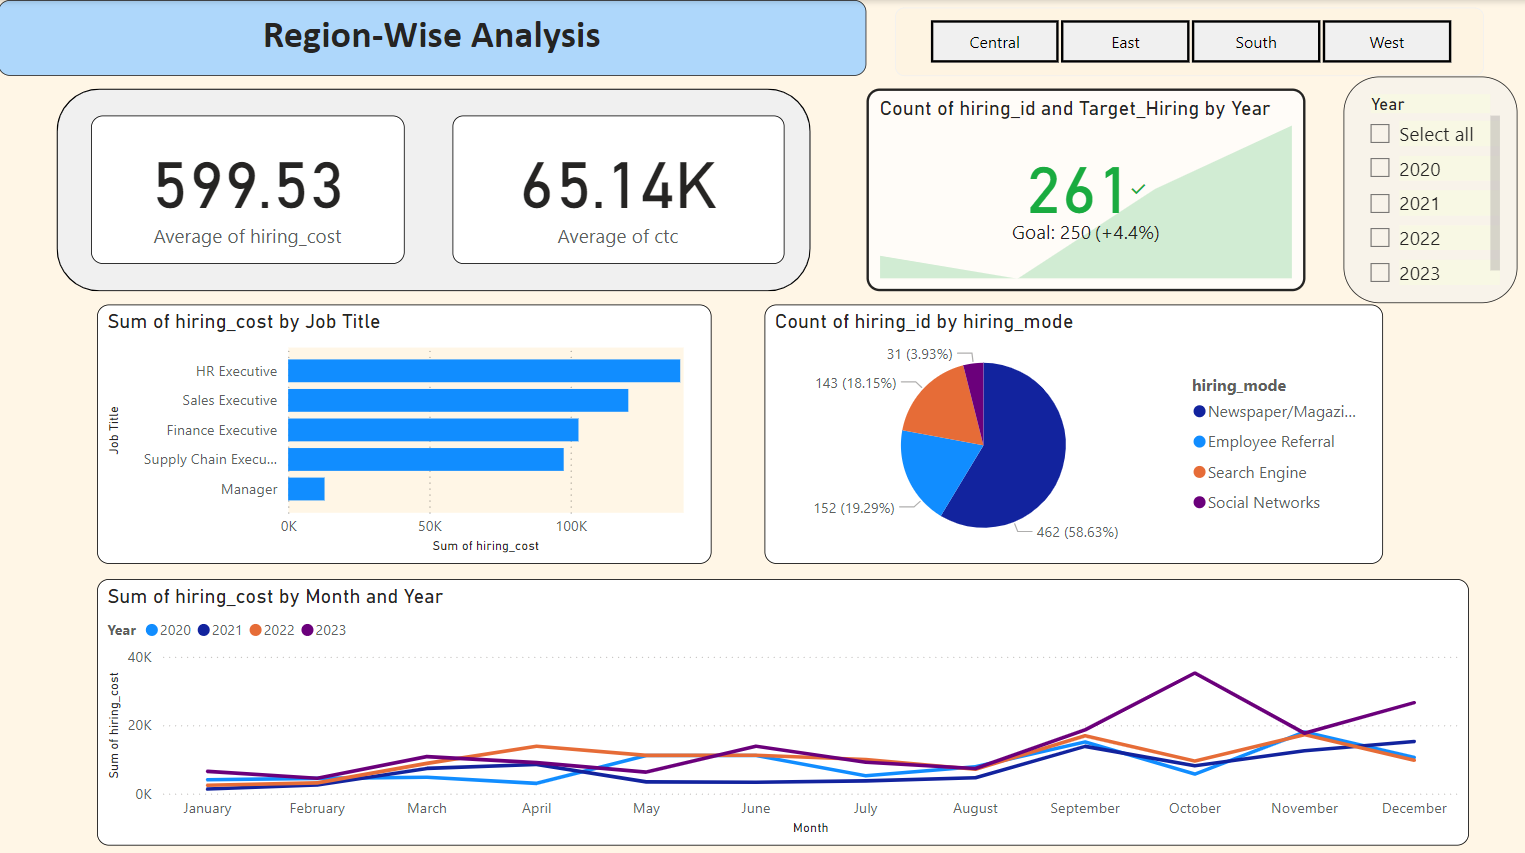 Region-Wise Analysis
Central
East
South
West
599.53
Average of hiring_cost
65.14K
Average of ctc
Count of hiring_id and Target_Hiring by Year
261
Goal: 250 (+4.4%)
Year
Select all
2020
2021
2022
2023
Sum of hiring_cost by Job Title
Job Title
HR Executive
Sales Executive
Finance Executive
Supply Chain Execu...
Manager
0K 50K 100K
Sum of hiring_cost
Count of hiring_id by hiring_mode
31 (3.93%)
143 (18.15%)
152 (19.29%)
462 (58.63%)
hiring_mode
Newspaper/Magazi...
Employee Referral
Search Engine
Social Networks
Sum of hiring_cost by Month and Year
Year 2020 2021 2022 2023
Sum of hiring_cost
40K
20K
0K
January February March April May June July August September October November December
Month